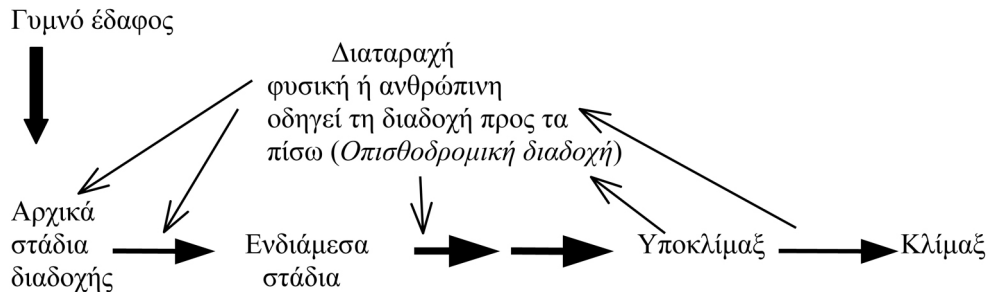 Γυμνό έδαφος
Διαταραχή
φυσική ή ανθρώπινη
οδηγεί τη διαδοχή προς τα
πίσω (Οπισθοδρομική διαδοχή)
Αρχικά
στάδια
διαδοχής
Ενδιάμεσα
στάδια
Υποκλίμαξ
Κλίμαξ